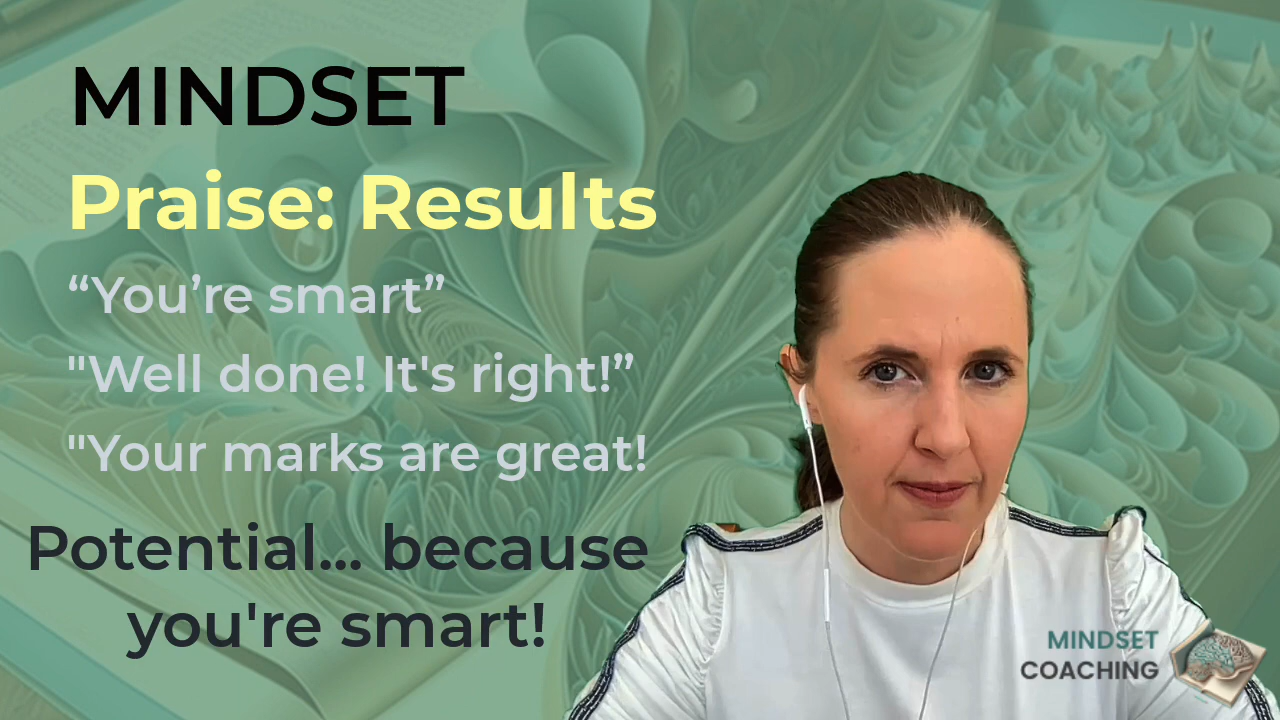 MINDSET
Praise: Results
“You’re smart”
"Well done! It's right!”
"Your marks are great!
Potential... because
you're smart!
MINDSET
COACHING